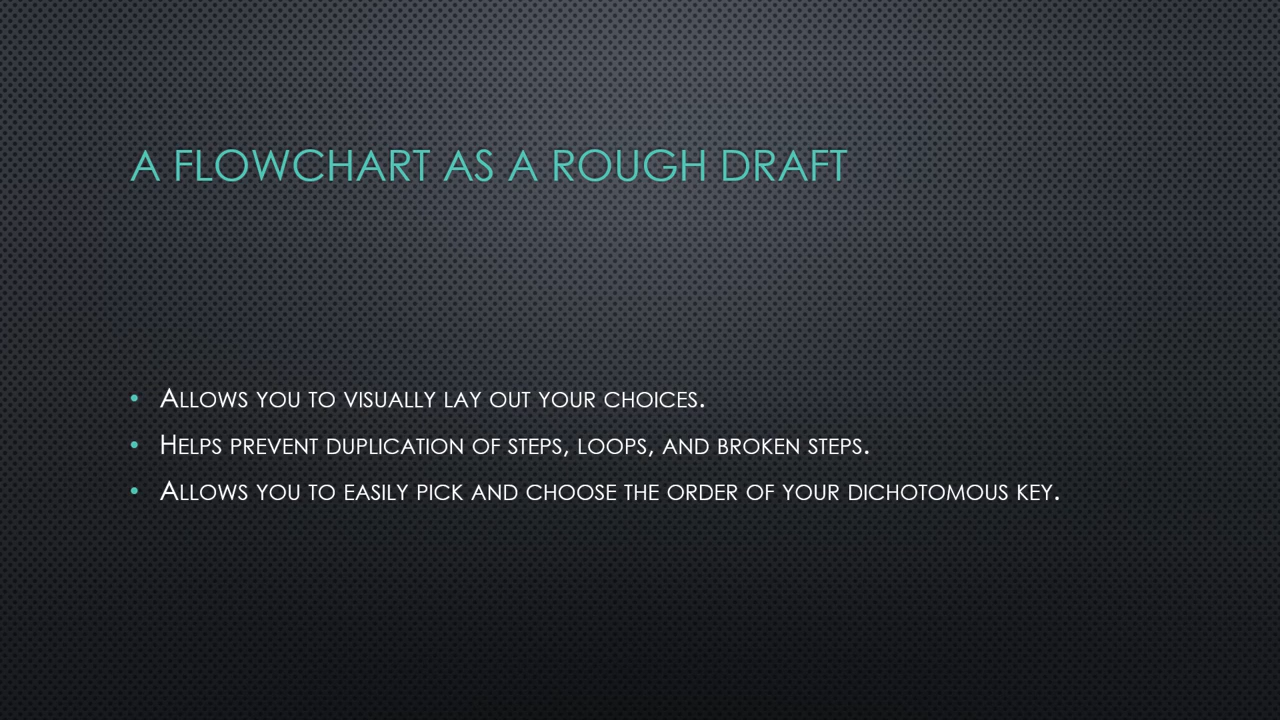 A FLOWCHART AS A ROUGH DRAFT
• ALLOWS YOU TO VISUALLY LAY OUT YOUR CHOICES.
• HELPS PREVENT DUPLICATION OF STEPS, LOOPS, AND BROKEN STEPS.
• ALLOWS YOU TO EASILY PICK AND CHOOSE THE ORDER OF YOUR DICHOTOMOUS KEY.